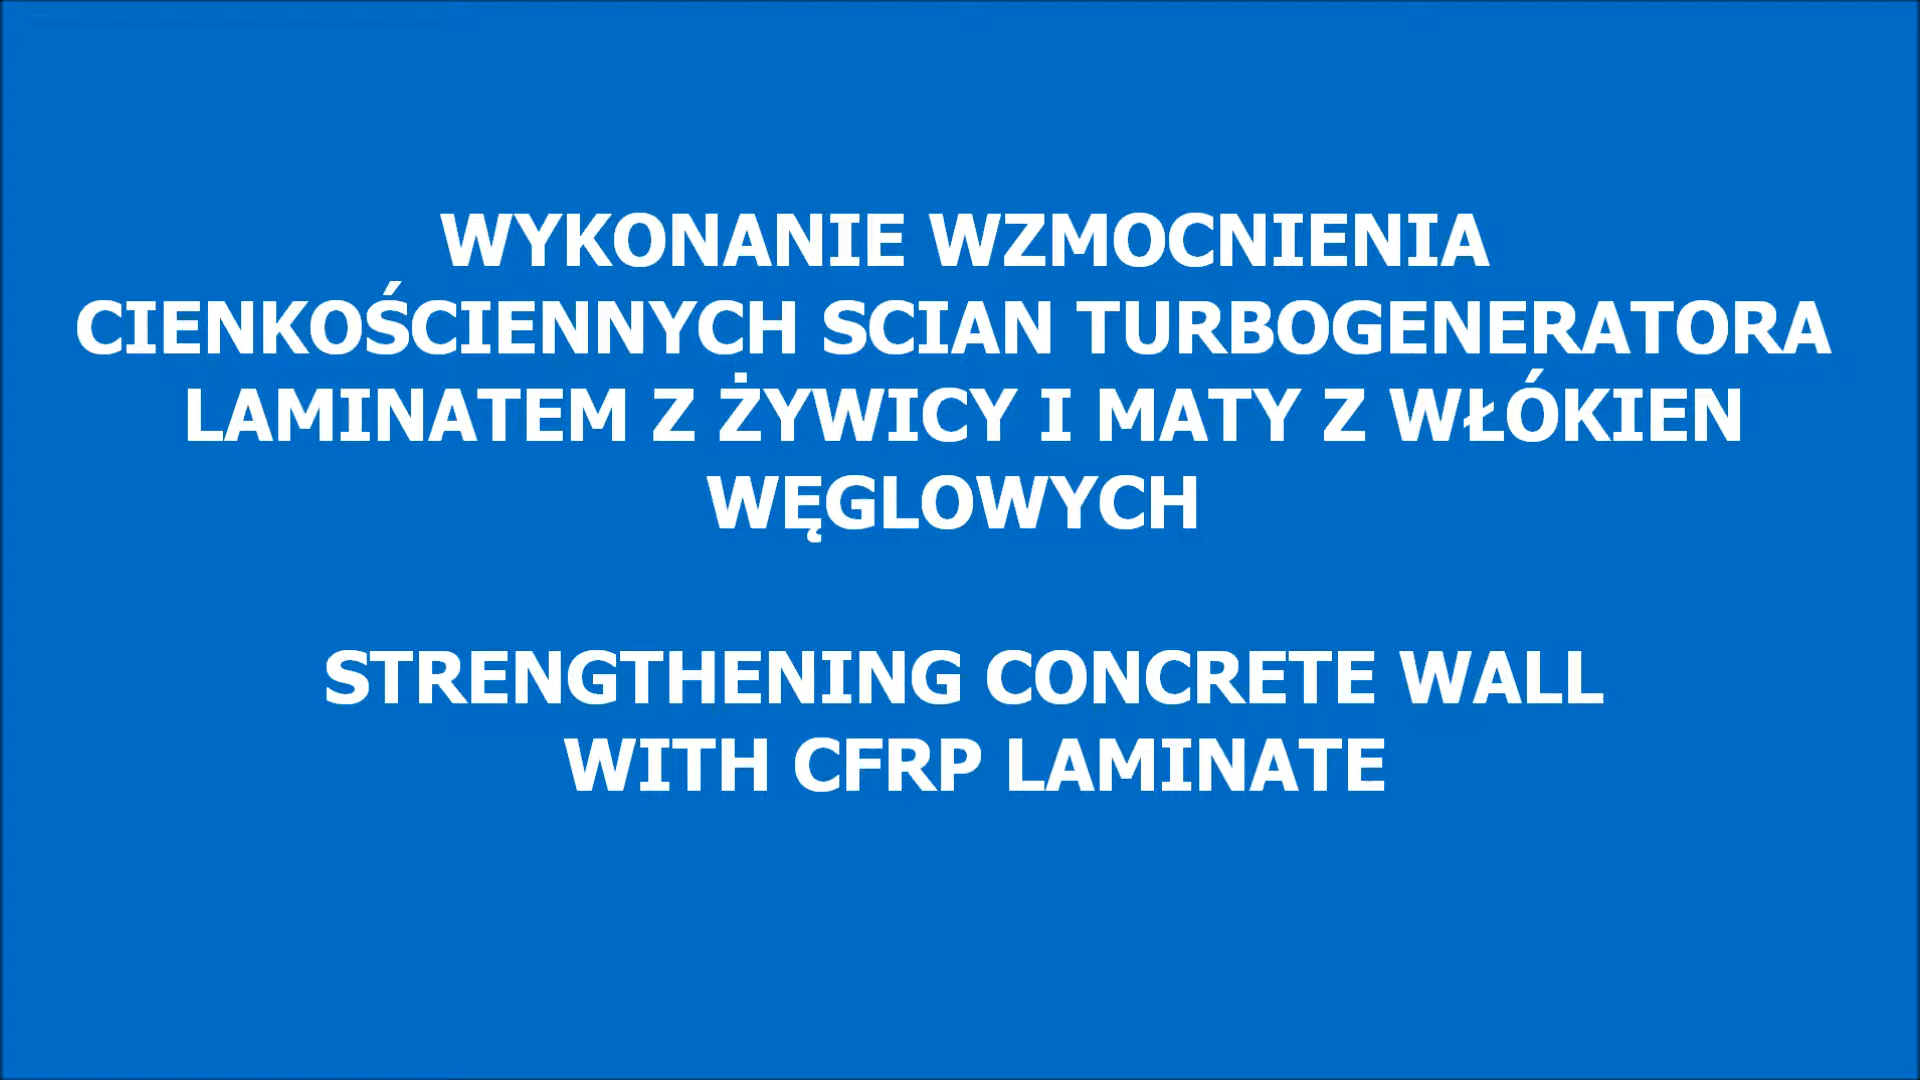 WYKONANIE WZMOCNIENIA
CIENKOŚCIENNYCH SCIAN TURBOGENERATORA
LAMINATEM Z ŻYWICY I MATY Z WŁÓKIEN
WĘGLOWYCH
STRENGTHENING CONCRETE WALL
WITH CFRP LAMINATE